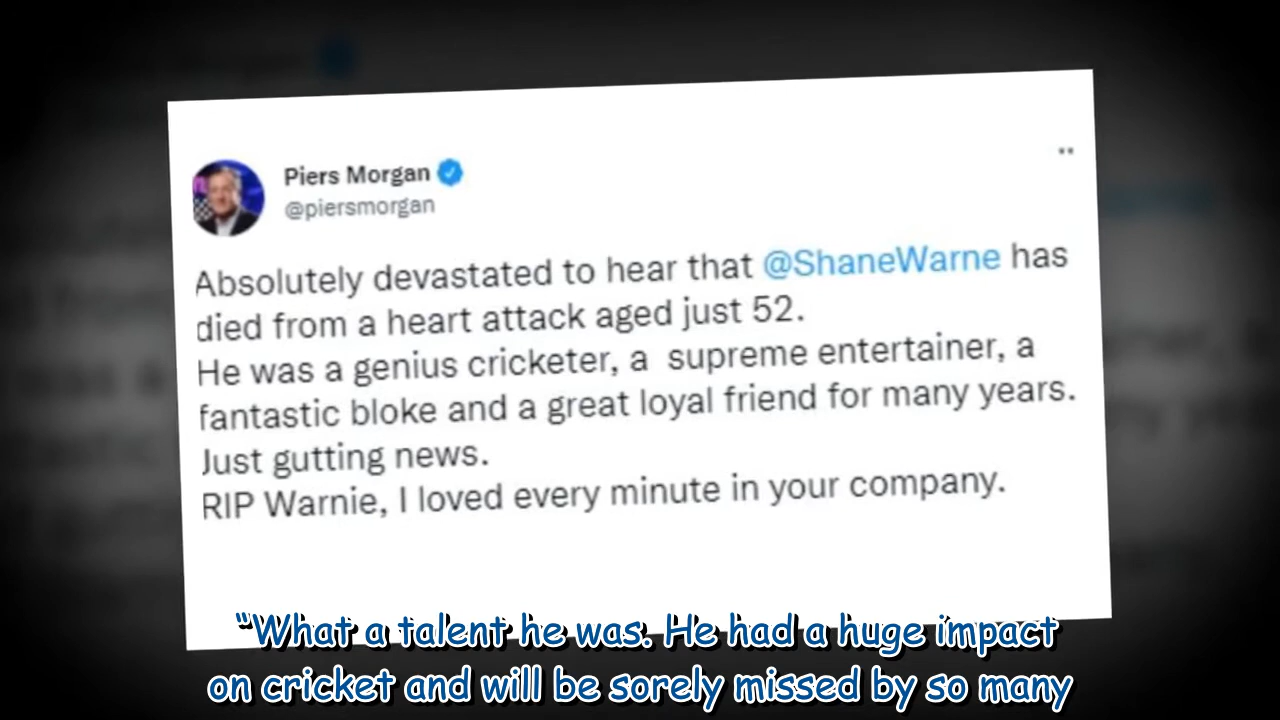 Piers Morgan
@piersmorgan
Absolutely devastated to hear that @ShaneWarne has
died from a heart attack aged just 52.
He was a genius cricketer, a supreme entertainer, a
fantastic bloke and a great loyal friend for many years.
Just gutting news.
RIP Warnie, I loved every minute in your company.
“What a talent he was. He had a huge impact
on cricket and will be sorely missed by so many